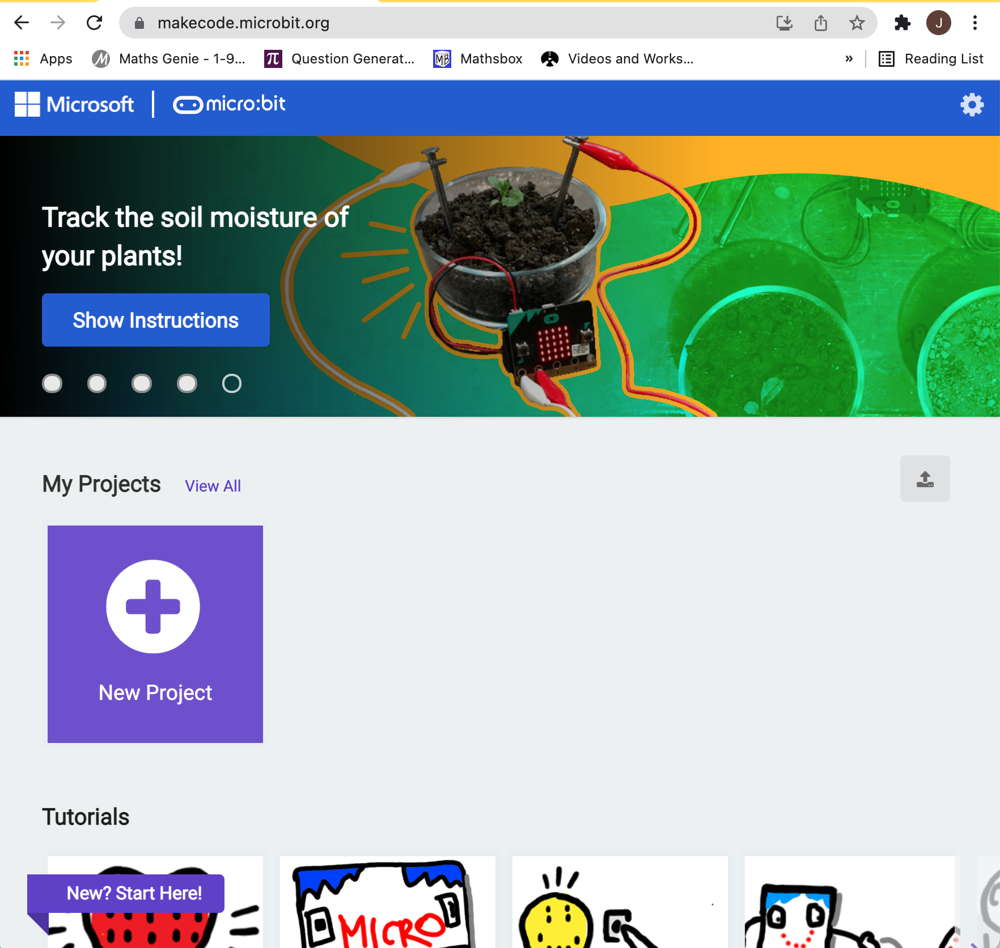 makecode.microbit.org
J
Apps
Maths Genie - 1-9...
Question Generat...
Mathsbox
Videos and Works...
»
Reading List
Microsoft
micro:bit
Track the soil moisture of
your plants!
Show Instructions
My Projects
View All
New Project
Tutorials
New? Start Here!
MICRO